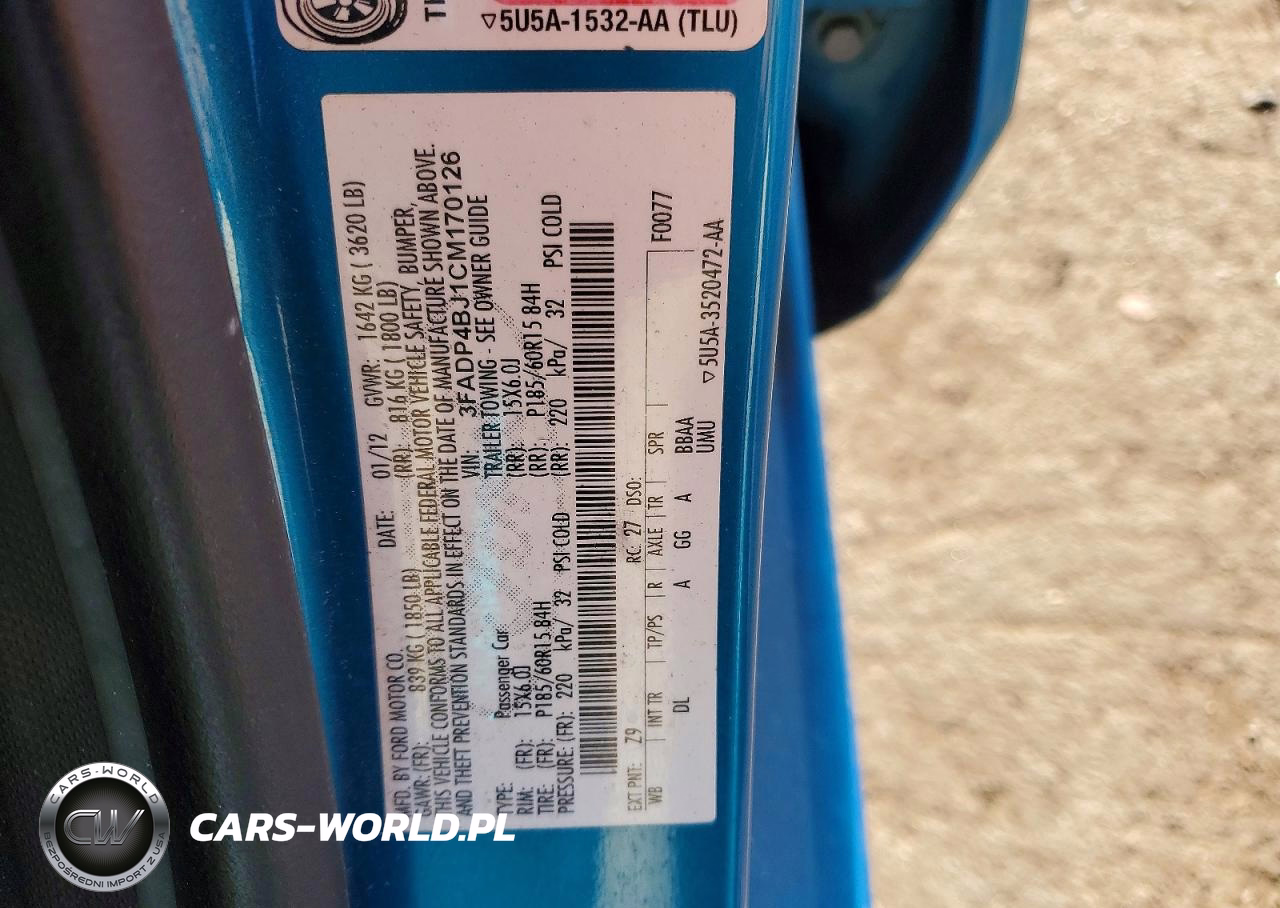 5U5A-1532-AA (TLU)
MFD. BY FORD MOTOR CO. DATE: 01/12 GVWR: 1642 KG ( 3620 LB)
GAWR: (FR): 839 KG ( 1850 LB) (RR): 816 KG ( 1800 LB)
THIS VEHICLE CONFORMS TO ALL APPLICABLE FEDERAL MOTOR VEHICLE SAFETY, BUMPER,
AND THEFT PREVENTION STANDARDS IN EFFECT ON THE DATE OF MANUFACTURE SHOWN ABOVE.
VIN: 3FADP4BJ1CM170126
TYPE: Passenger Car TRAILER TOWING - SEE OWNER GUIDE
RIM: (FR): 15X6.0J (RR): 15X6.0J
TIRE: (FR): P185/60R15 84H (RR): P185/60R15 84H
PRESSURE: (FR): 220 kPa/ 32 PSI COLD (RR): 220 kPa/ 32 PSI COLD
EXT PNT: Z9 RC: 27 DSO: F0077
WB | INT TR | TP/PS | R | AXLE | TR | SPR
DL A GG A BBAA
UMU
5U5A-3520472-AA
CARS-WORLD
CW
BEZPOŚREDNI IMPORT Z USA
CARS-WORLD.PL